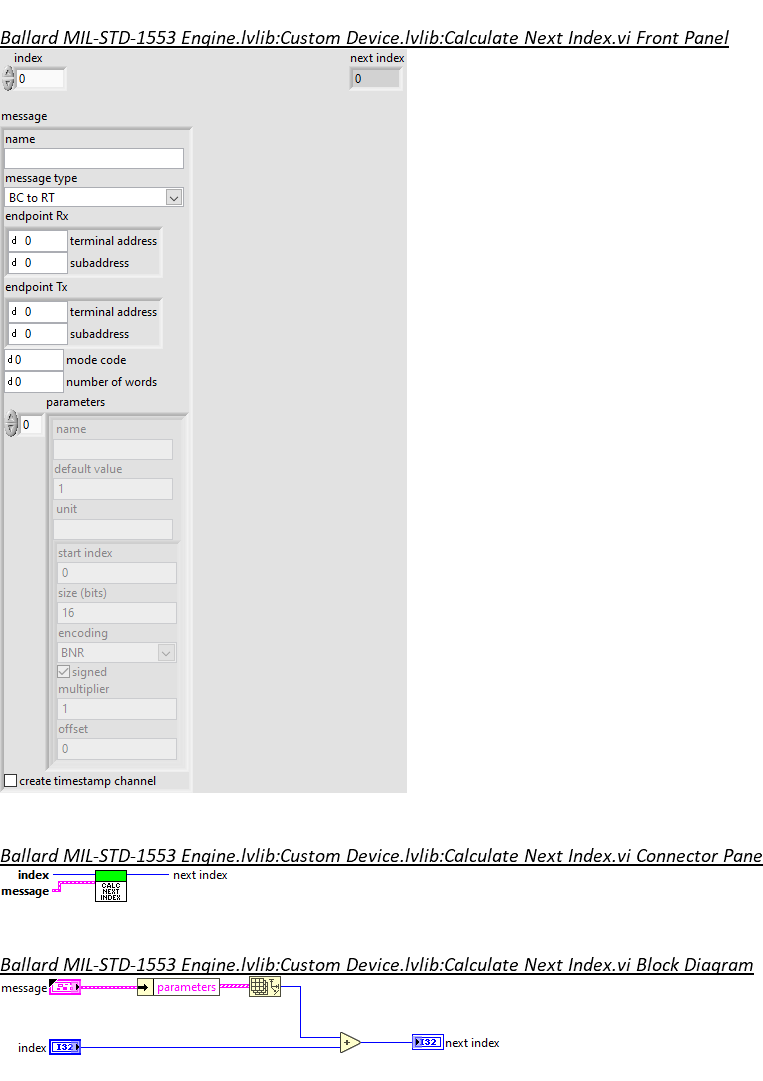 Ballard MIL-STD-1553 Engine.lvlib:Custom Device.lvlib:Calculate Next Index.vi Front Panel
index next index
0 0
message
name
message type
BC to RT
endpoint Rx
d 0 terminal address
d 0 subaddress
endpoint Tx
d 0 terminal address
d 0 subaddress
d 0 mode code
d 0 number of words
parameters
0
name
default value
1
unit
start index
0
size (bits)
16
encoding
BNR
signed
multiplier
1
offset
0
create timestamp channel
Ballard MIL-STD-1553 Engine.lvlib:Custom Device.lvlib:Calculate Next Index.vi Connector Pane
index next index
message
CALC
NEXT
INDEX
Ballard MIL-STD-1553 Engine.lvlib:Custom Device.lvlib:Calculate Next Index.vi Block Diagram
message parameters
+
index I32 I32 next index